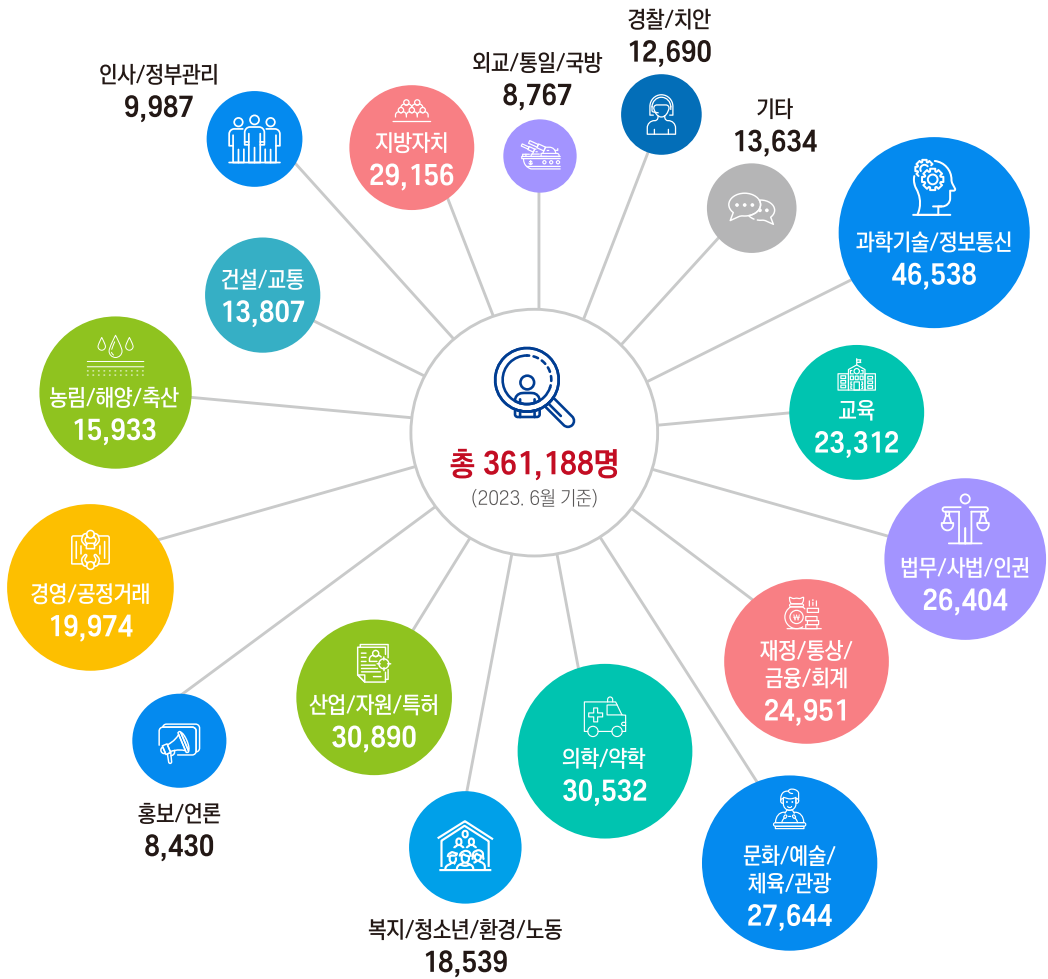 경찰/치안
12,690
외교/통일/국방
8,767
인사/정부관리
9,987
기타
13,634
지방자치
29,156
과학기술/정보통신
46,538
건설/교통
13,807
농림/해양/축산
15,933
교육
23,312
총 361,188명
(2023. 6월 기준)
법무/사법/인권
26,404
경영/공정거래
19,974
재정/통상/
금융/회계
24,951
산업/자원/특허
30,890
의학/약학
30,532
홍보/언론
8,430
문화/예술/
체육/관광
27,644
복지/청소년/환경/노동
18,539